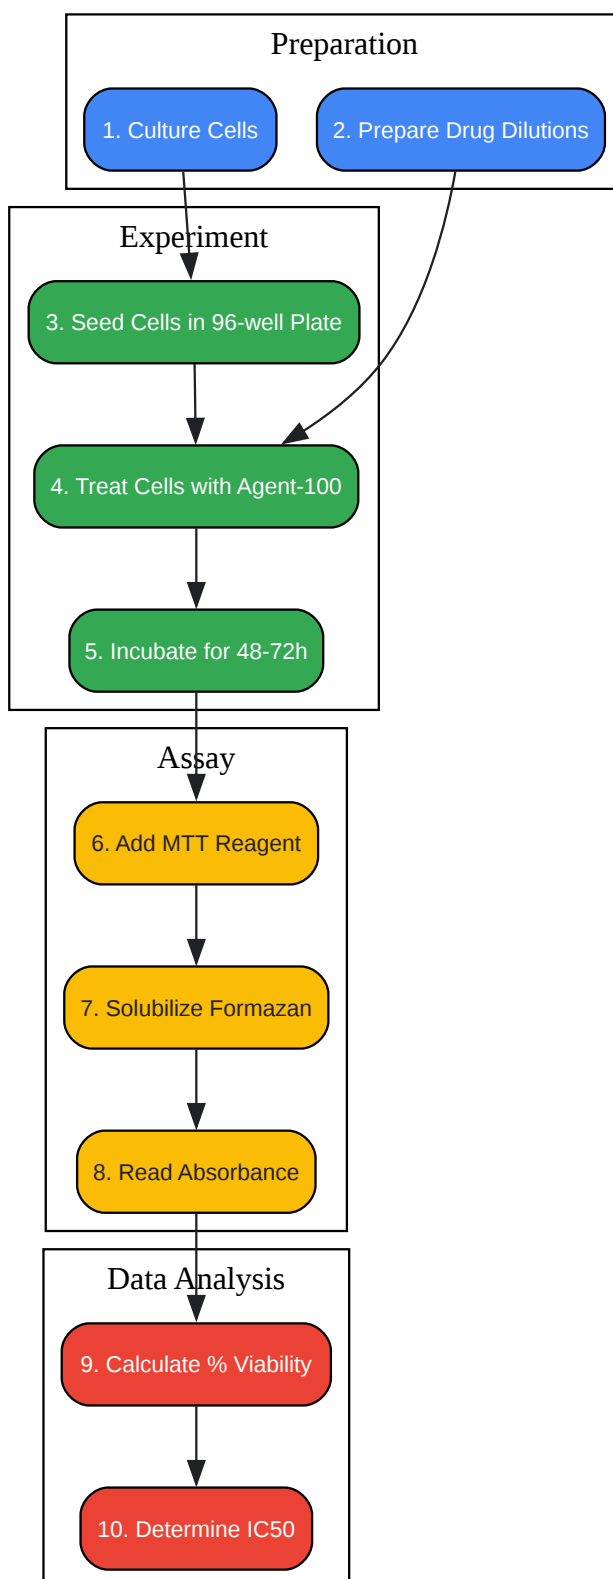 Preparation
1. Culture Cells
2. Prepare Drug Dilutions
Experiment
3. Seed Cells in 96-well Plate
4. Treat Cells with Agent-100
5. Incubate for 48-72h
Assay
6. Add MTT Reagent
7. Solubilize Formazan
8. Read Absorbance
Data Analysis
9. Calculate % Viability
10. Determine IC50